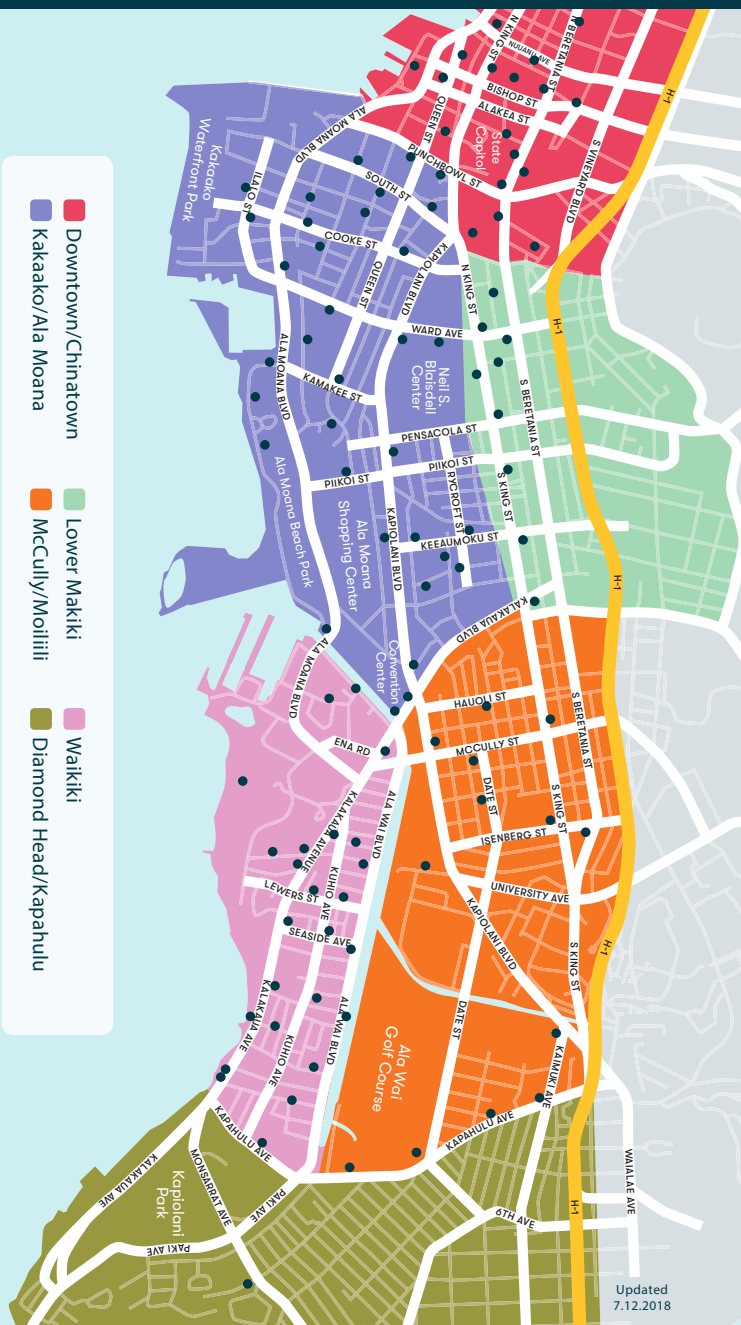 N KING ST
NUUANU AVE
N BERETANIA ST
BISHOP ST
ALAKEA ST
QUEEN ST
State
Capitol
S VINEYARD BLVD
H-1
ALA MOANA BLVD
PUNCHBOWL ST
SOUTH ST
Kakaako
Waterfront Park
ILALO ST
COOKE ST
QUEEN ST
KAPIOLANI BLVD
N KING ST
WARD AVE
H-1
Neil S.
Blaisdell
Center
ALA MOANA BLVD
KAMAKEE ST
S BERETANIA ST
PENSACOLA ST
PIIKOI ST
PIIKOI ST
RYCROFT ST
S KING ST
Ala Moana Beach Park
Ala Moana
Shopping Center
KAPIOLANI BLVD
KEEAUMOKU ST
H-1
KALAKAUA BLVD
Convention
Center
ALA MOANA BLVD
HAUOLI ST
S BERETANIA ST
ENA RD
MCCULLY ST
DATE ST
S KING ST
ISENBERG ST
KALAKAUA AVENUE
ALA WAI BLVD
KUHIO AVE
LEWERS ST
SEASIDE AVE
UNIVERSITY AVE
KAPIOLANI BLVD
S KING ST
H-1
DATE ST
Ala Wai
Golf Course
ALA WAI BLVD
KALAKAUA AVE
KUHIO AVE
KAIMUKI AVE
KAPAHULU AVE
KAPAHULU AVE
WAIALAE AVE
MONSARRAT AVE
KALAKAUA AVE
Kapiolani
Park
PAKI AVE
PAKI AVE
6TH AVE
H-1
Downtown/Chinatown
Kakaako/Ala Moana
Lower Makiki
McCully/Moiliili
Waikiki
Diamond Head/Kapahulu
Updated
7.12.2018